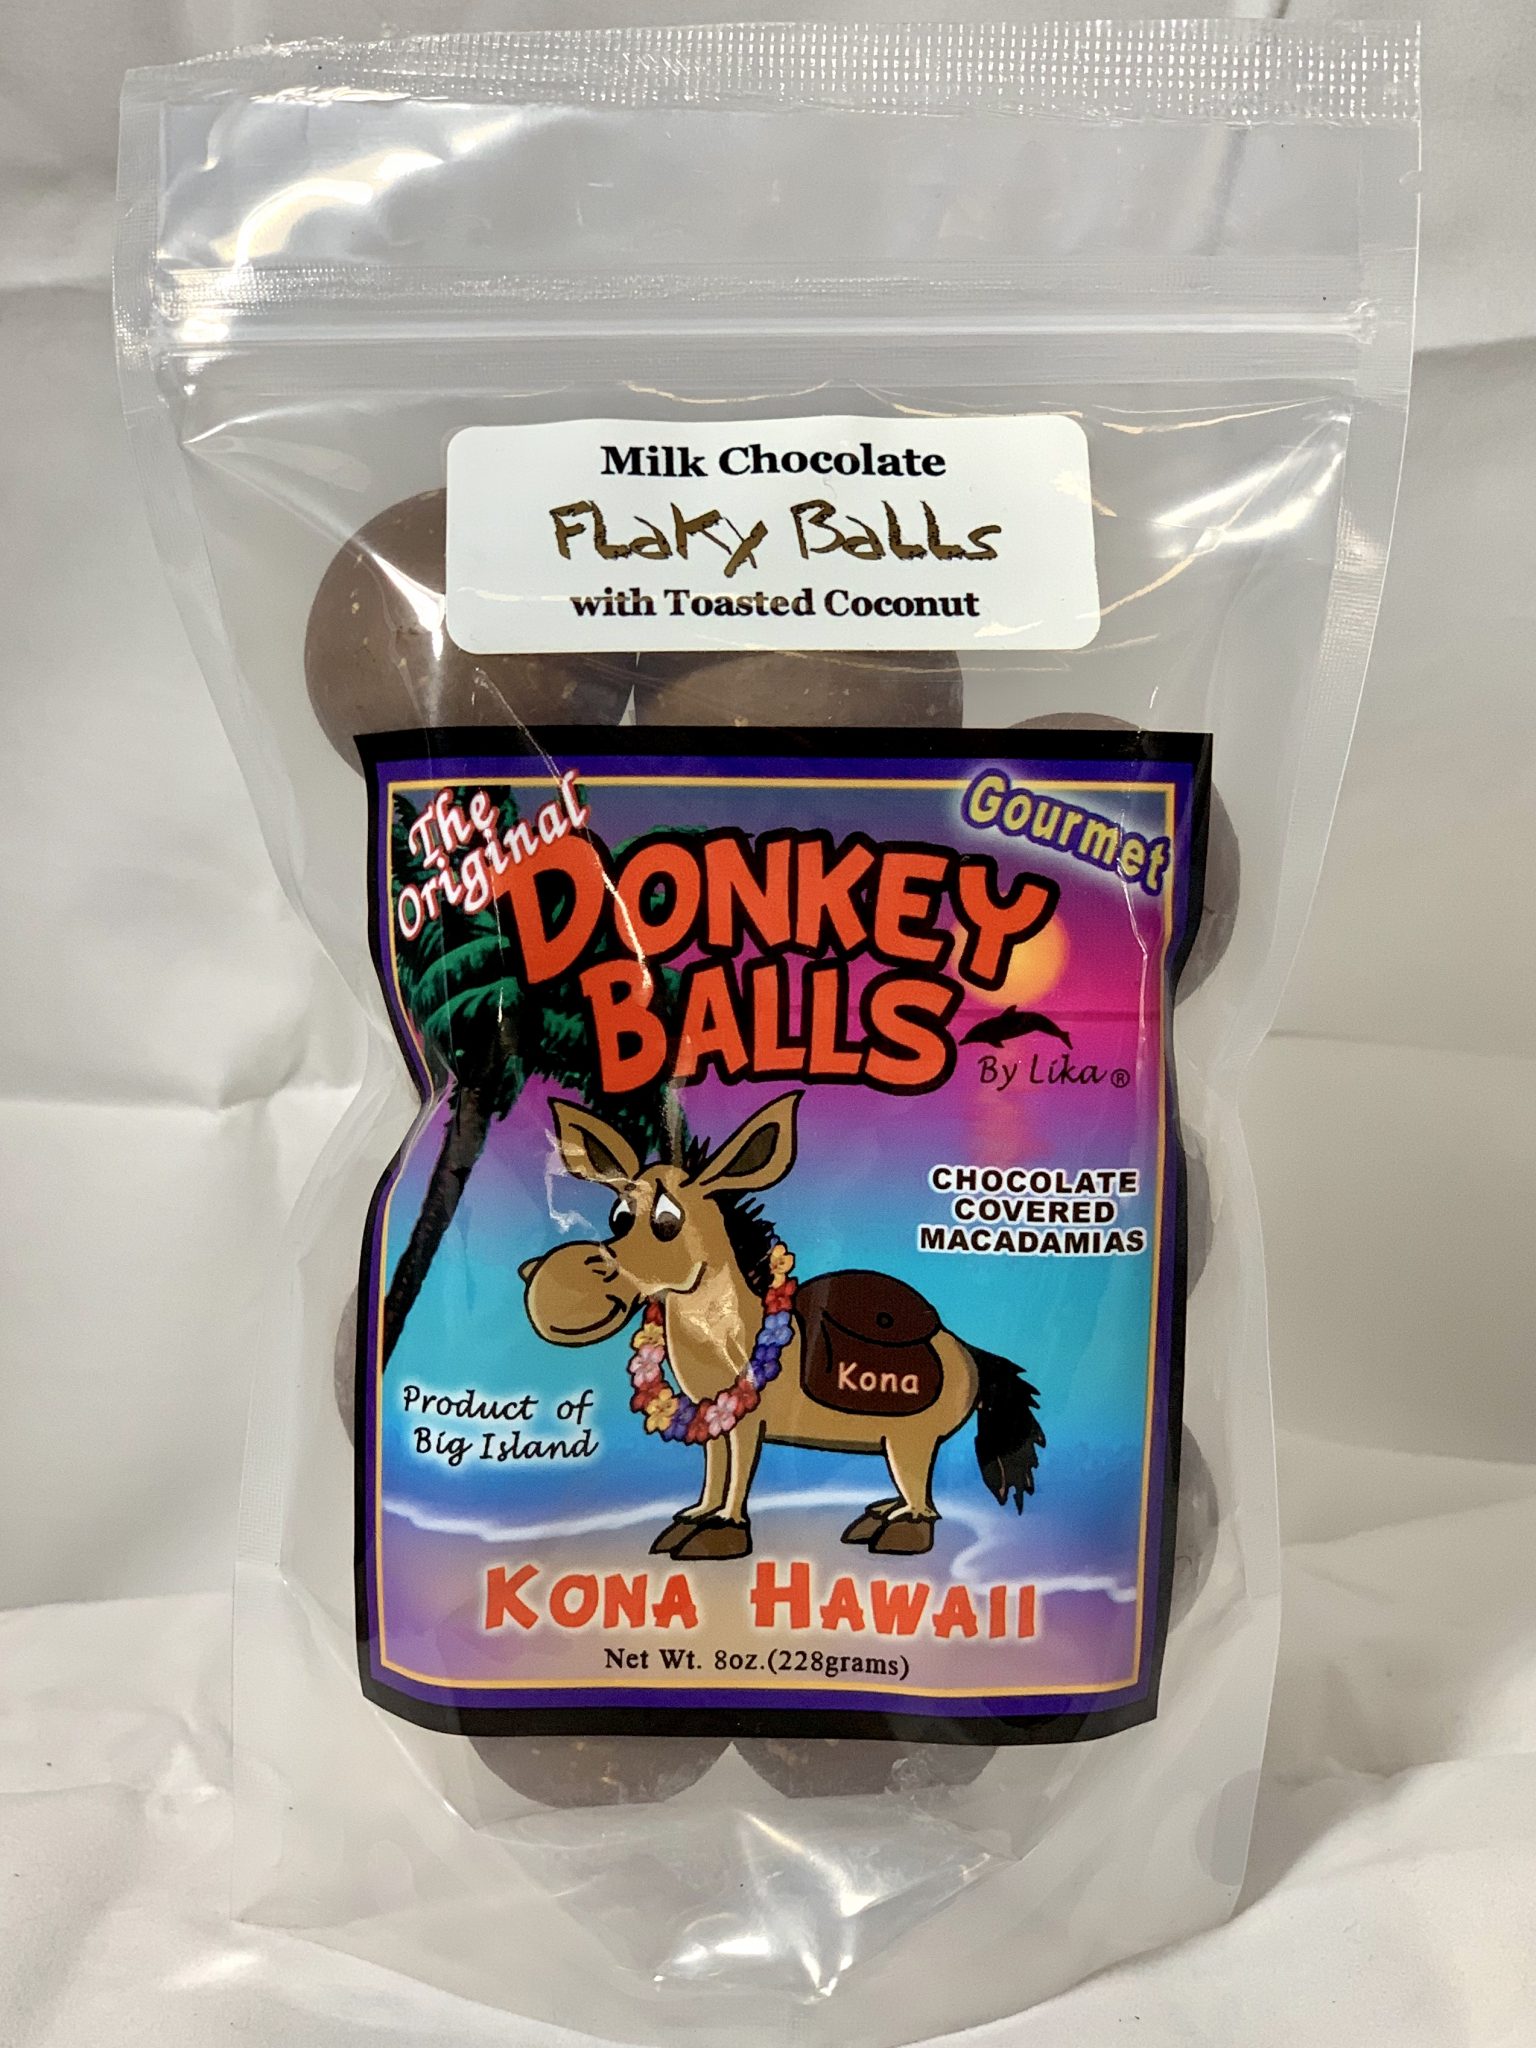 Milk Chocolate
Flaky Balls
with Toasted Coconut
The
Original
Gourmet
DONKEY
BALLS
By Lika®
CHOCOLATE
COVERED
MACADAMIAS
Kona
Product of
Big Island
KONA HAWAII
Net Wt. 8oz.(228grams)